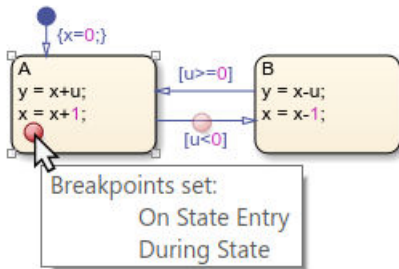 {x=0;}
A
y = x+u;
x = x+1;
[u>=0]
[u<0]
B
y = x-u;
x = x-1;
Breakpoints set:
On State Entry
During State